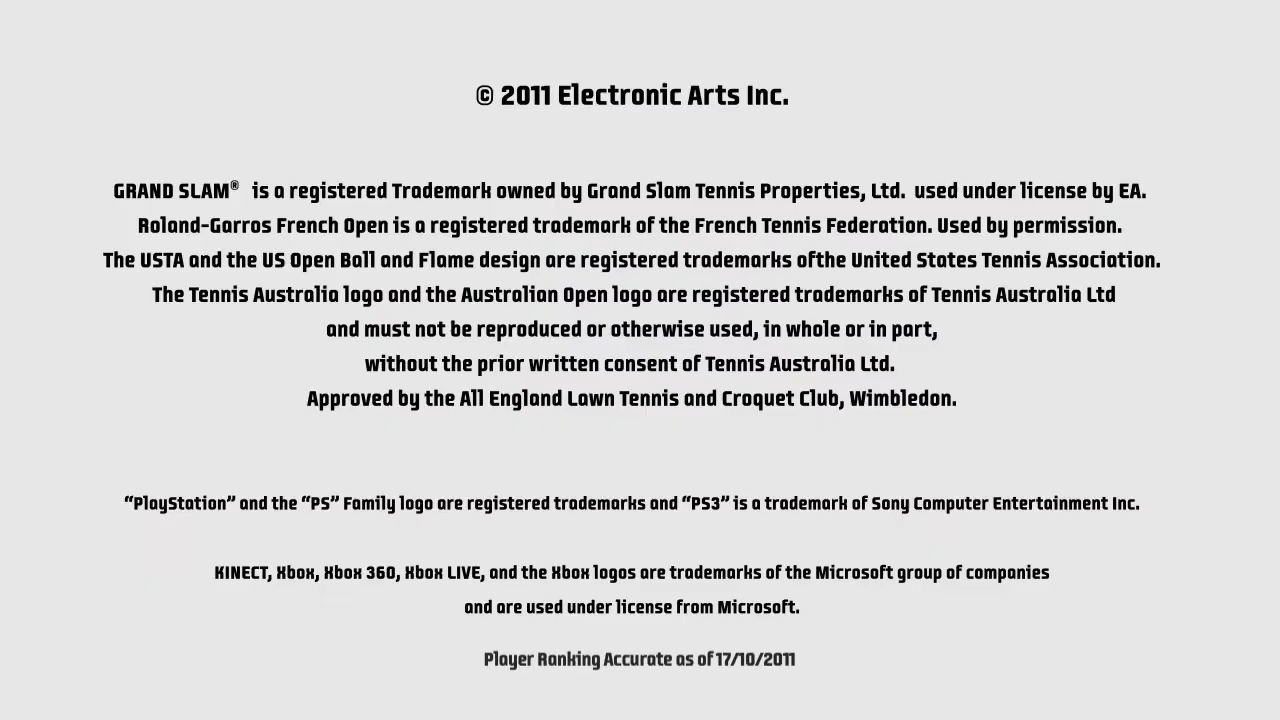 © 2011 Electronic Arts Inc.
GRAND SLAM® is a registered Trademark owned by Grand Slam Tennis Properties, Ltd. used under license by EA.
Roland-Garros French Open is a registered trademark of the French Tennis Federation. Used by permission.
The USTA and the US Open Ball and Flame design are registered trademarks ofthe United States Tennis Association.
The Tennis Australia logo and the Australian Open logo are registered trademarks of Tennis Australia Ltd
and must not be reproduced or otherwise used, in whole or in part,
without the prior written consent of Tennis Australia Ltd.
Approved by the All England Lawn Tennis and Croquet Club, Wimbledon.
“PlayStation” and the “PS” Family logo are registered trademarks and “PS3” is a trademark of Sony Computer Entertainment Inc.
KINECT, Xbox, Xbox 360, Xbox LIVE, and the Xbox logos are trademarks of the Microsoft group of companies
and are used under license from Microsoft.
Player Ranking Accurate as of 17/10/2011